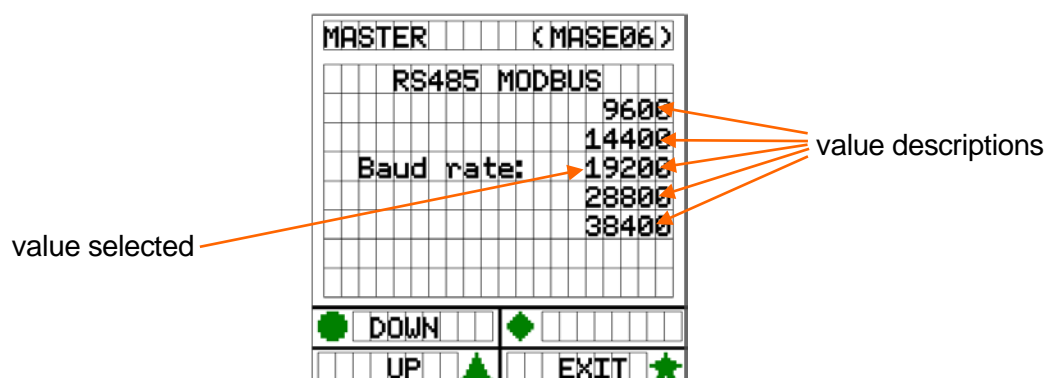 MASTER (MASE06)
RS485 MODBUS
9600
14400
value descriptions
Baud rate: 19200
28800
38400
value selected
DOWN
UP EXIT